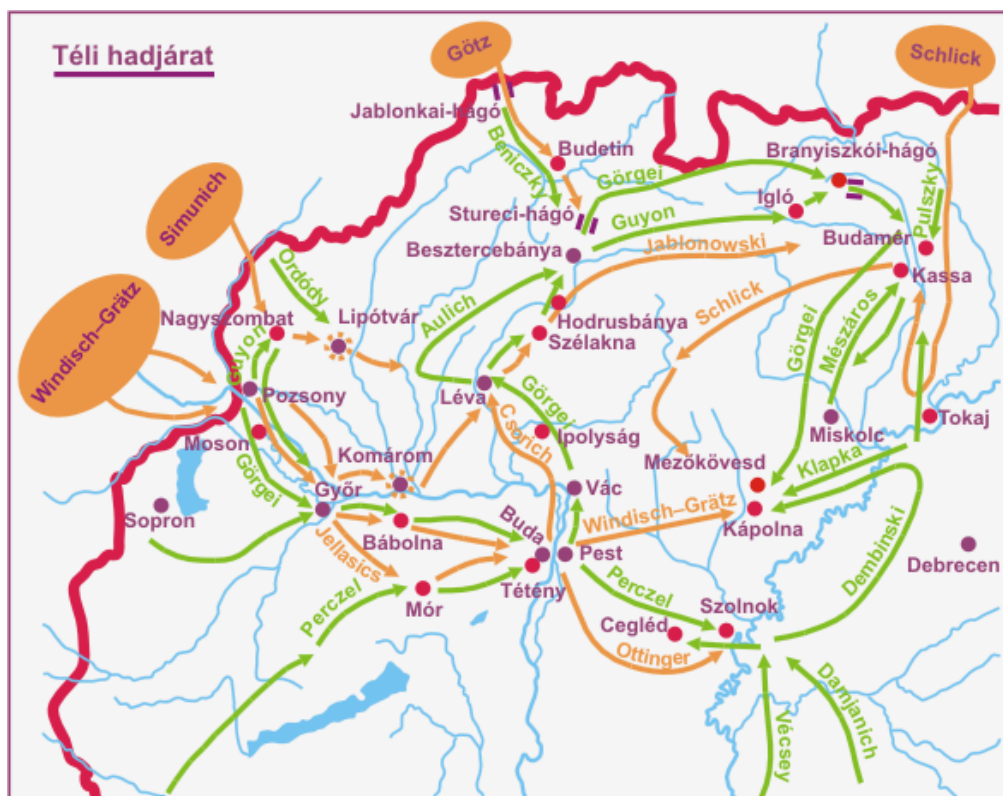 Téli hadjárat
Götz
Schlick
Jablonkai-hágó
Beniczky
Budetin
Branyiszkói-hágó
Görgei
Igló
Pulszky
Simunich
Stureci-hágó
Guyon
Budamér
Besztercebánya
Jablonowski
Kassa
Ordódy
Windisch–Grätz
Nagyszombat
Lipótvár
Aulich
Schlick
Hodrusbánya
Szélakna
Guyon
Görgei
Mészáros
Pozsony
Léva
Görgei
Csorich
Moson
Ipolyság
Miskolc
Tokaj
Komárom
Mezőkövesd
Klapka
Görgei
Győr
Vác
Sopron
Buda
Windisch–Grätz
Kápolna
Bábolna
Pest
Dembinski
Debrecen
Jellasics
Tétény
Perczel
Perczel
Mór
Szolnok
Cegléd
Ottinger
Damjanich
Vécsey